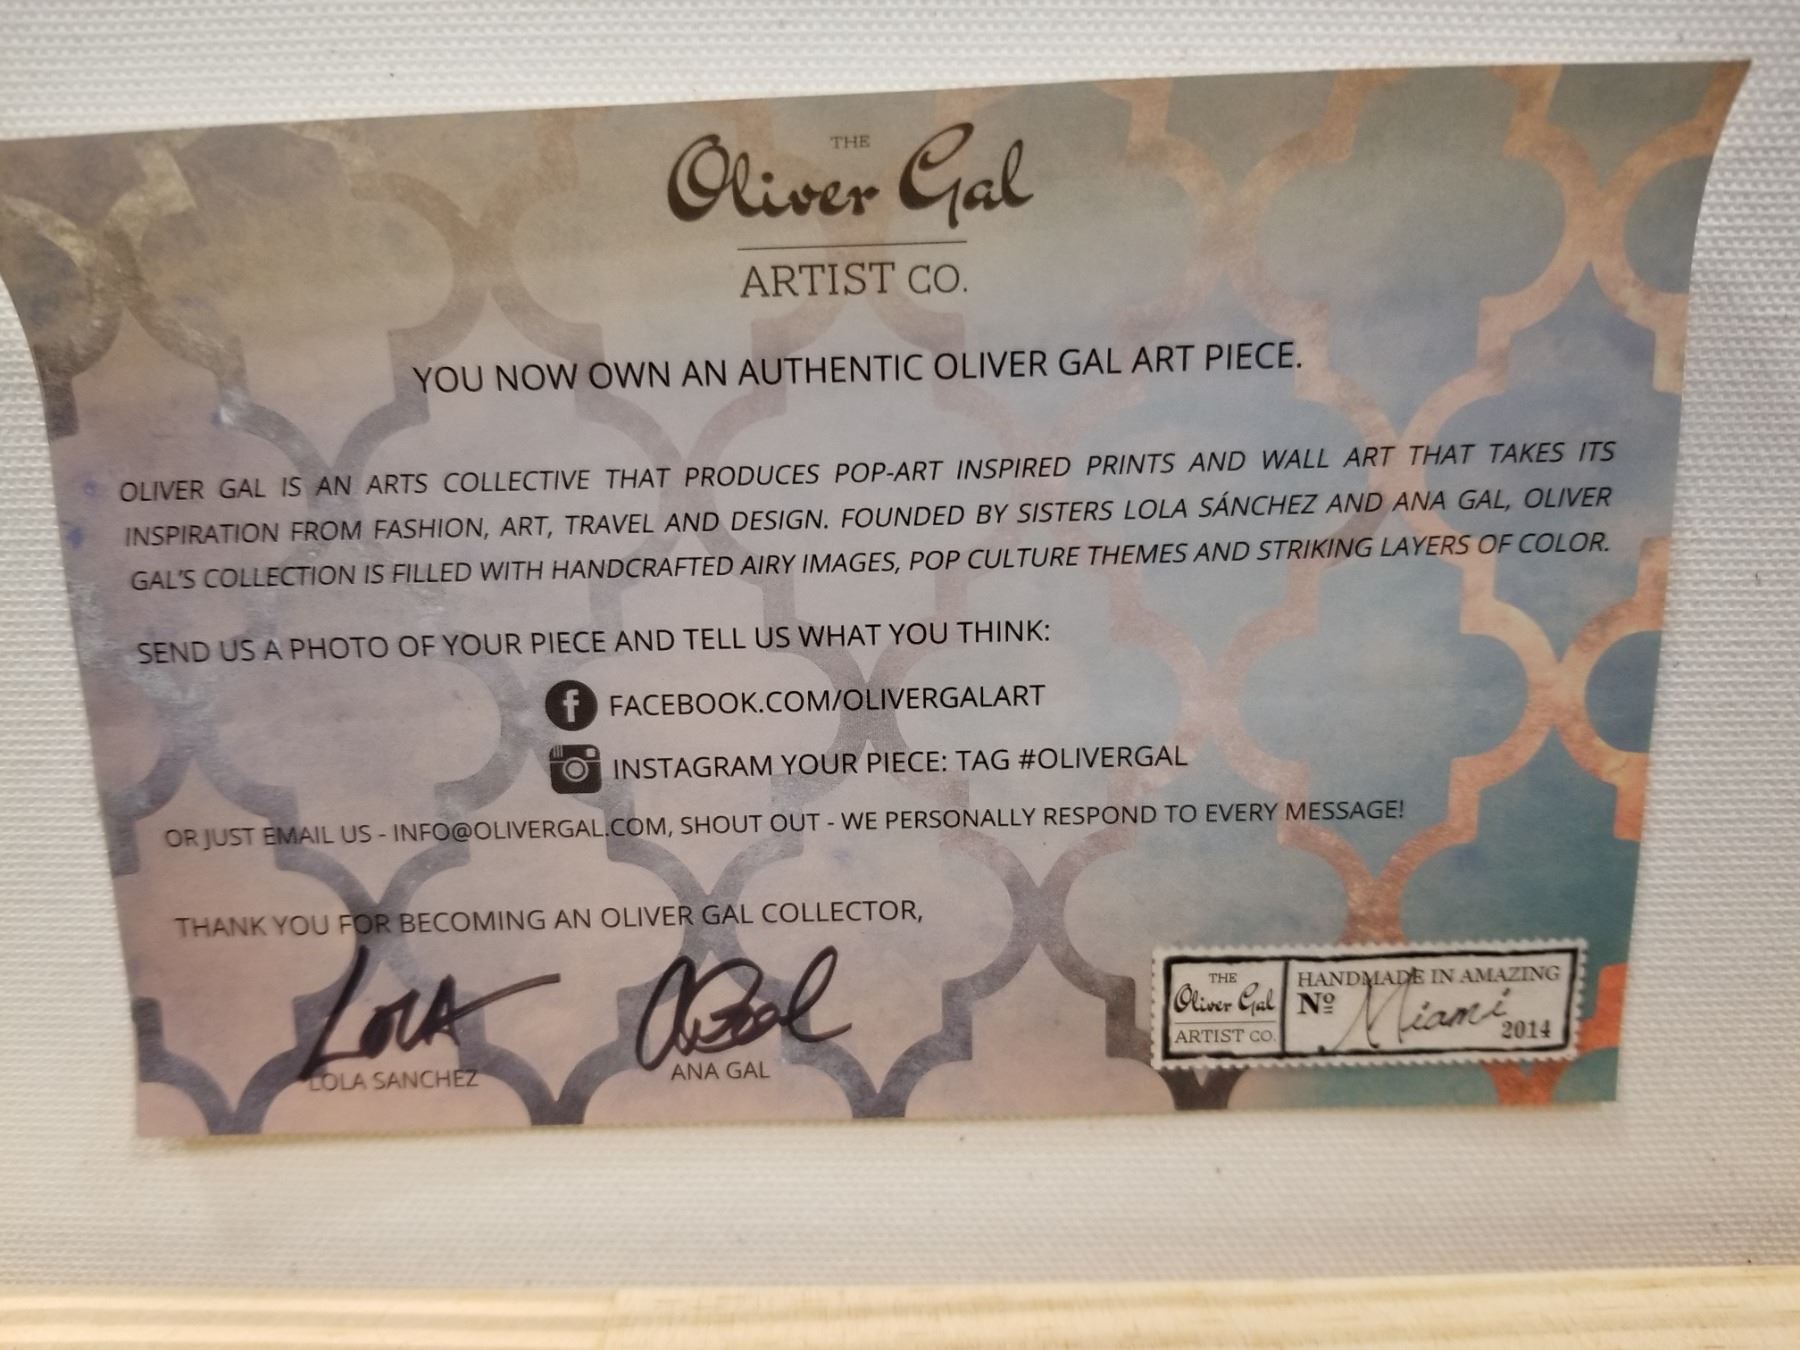 THE
Oliver Gal
ARTIST CO.
YOU NOW OWN AN AUTHENTIC OLIVER GAL ART PIECE.
OLIVER GAL IS AN ARTS COLLECTIVE THAT PRODUCES POP-ART INSPIRED PRINTS AND WALL ART THAT TAKES ITS
INSPIRATION FROM FASHION, ART, TRAVEL AND DESIGN. FOUNDED BY SISTERS LOLA SÁNCHEZ AND ANA GAL, OLIVER
GAL'S COLLECTION IS FILLED WITH HANDCRAFTED AIRY IMAGES, POP CULTURE THEMES AND STRIKING LAYERS OF COLOR.
SEND US A PHOTO OF YOUR PIECE AND TELL US WHAT YOU THINK:
FACEBOOK.COM/OLIVERGALART
INSTAGRAM YOUR PIECE: TAG #OLIVERGAL
OR JUST EMAIL US - INFO@OLIVERGAL.COM, SHOUT OUT - WE PERSONALLY RESPOND TO EVERY MESSAGE!
THANK YOU FOR BECOMING AN OLIVER GAL COLLECTOR,
LOLA
LOLA SANCHEZ
ANA GAL
THE
Oliver Gal
ARTIST CO.
HANDMADE IN AMAZING
Nº Miami
2014